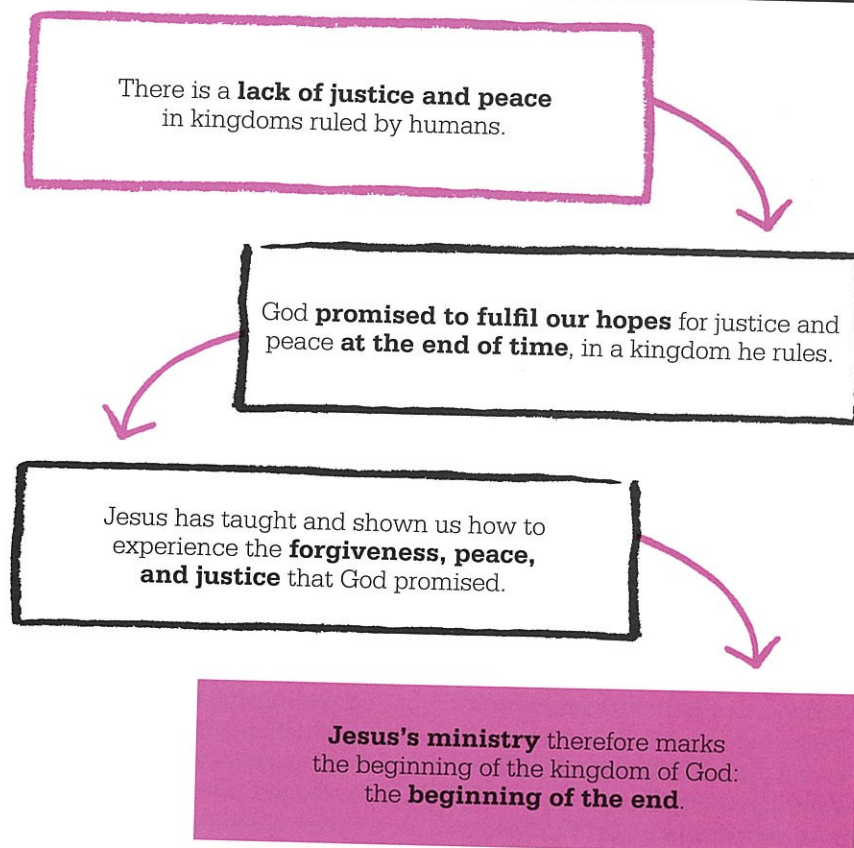 There is a lack of justice and peace
in kingdoms ruled by humans.
God promised to fulfil our hopes for justice and
peace at the end of time, in a kingdom he rules.
Jesus has taught and shown us how to
experience the forgiveness, peace,
and justice that God promised.
Jesus's ministry therefore marks
the beginning of the kingdom of God:
the beginning of the end.